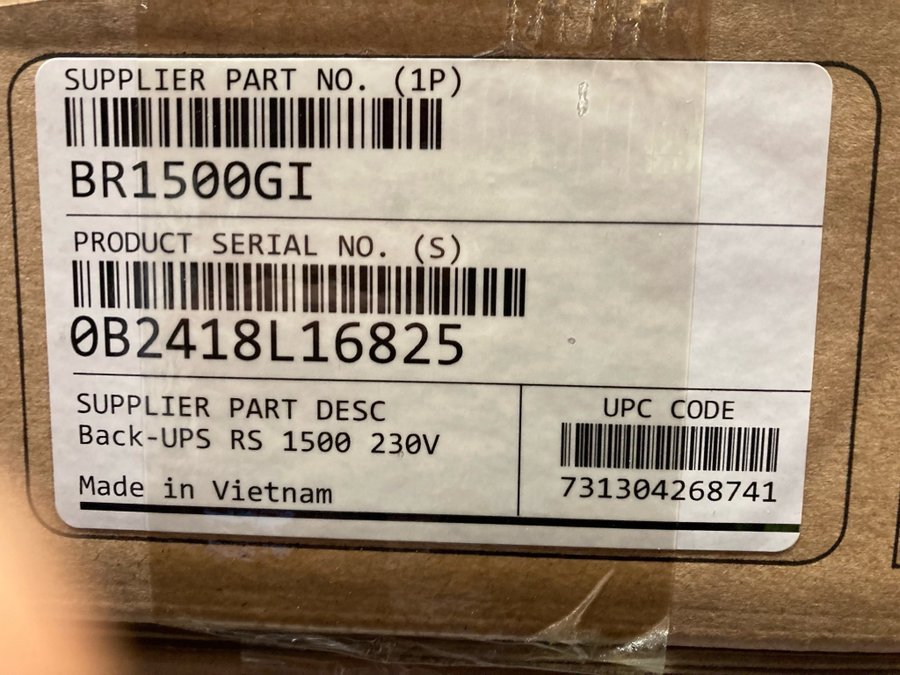 SUPPLIER PART NO. (1P)
BR1500GI
PRODUCT SERIAL NO. (S)
0B2418L16825
SUPPLIER PART DESC
Back-UPS RS 1500 230V
Made in Vietnam
UPC CODE
731304268741